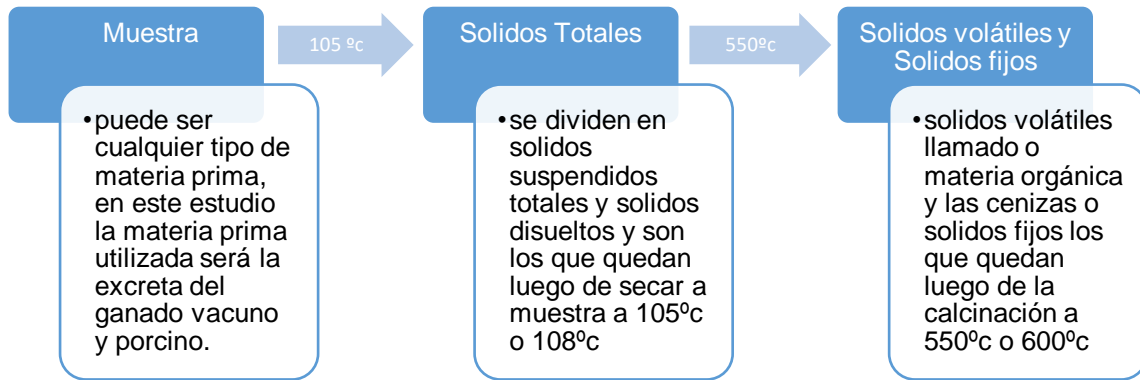 Muestra
•puede ser
cualquier tipo de
materia prima,
en este estudio
la materia prima
utilizada será la
excreta del
ganado vacuno
y porcino.
105 ºc
Solidos Totales
•se dividen en
solidos
suspendidos
totales y solidos
disueltos y son
los que quedan
luego de secar a
muestra a 105ºc
o 108ºc
550ºc
Solidos volátiles y
Solidos fijos
•solidos volátiles
llamado o
materia orgánica
y las cenizas o
solidos fijos los
que quedan
luego de la
calcinación a
550ºc o 600ºc